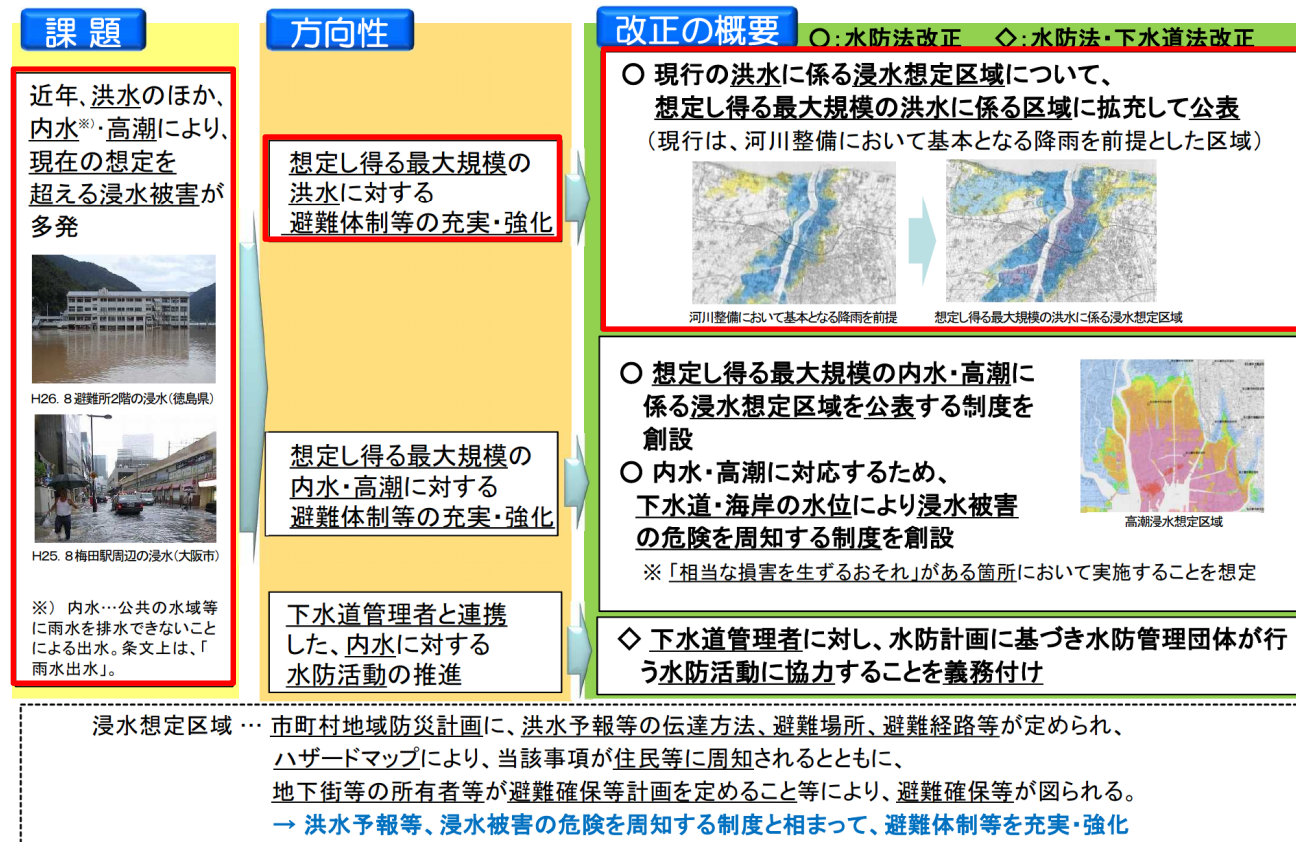 課 題
近年、洪水のほか、
内水※)・高潮により、
現在の想定を
超える浸水被害が
多発
H26. 8 避難所2階の浸水(徳島県)
H25. 8 梅田駅周辺の浸水(大阪市)
※） 内水…公共の水域等
に雨水を排水できないこと
による出水。条文上は、「
雨水出水」。
方向性
想定し得る最大規模の
洪水に対する
避難体制等の充実・強化
想定し得る最大規模の
内水・高潮に対する
避難体制等の充実・強化
下水道管理者と連携
した、内水に対する
水防活動の推進
改正の概要
○:水防法改正 ◇:水防法・下水道法改正
○ 現行の洪水に係る浸水想定区域について、
想定し得る最大規模の洪水に係る区域に拡充して公表
（現行は、河川整備において基本となる降雨を前提とした区域）
河川整備において基本となる降雨を前提
想定し得る最大規模の洪水に係る浸水想定区域
○ 想定し得る最大規模の内水・高潮に
係る浸水想定区域を公表する制度を
創設
○ 内水・高潮に対応するため、
下水道・海岸の水位により浸水被害
の危険を周知する制度を創設
※ 「相当な損害を生ずるおそれ」がある箇所において実施することを想定
高潮浸水想定区域
◇ 下水道管理者に対し、水防計画に基づき水防管理団体が行
う水防活動に協力することを義務付け
浸水想定区域 … 市町村地域防災計画に、洪水予報等の伝達方法、避難場所、避難経路等が定められ、
ハザードマップにより、当該事項が住民等に周知されるとともに、
地下街等の所有者等が避難確保等計画を定めること等により、避難確保等が図られる。
→ 洪水予報等、浸水被害の危険を周知する制度と相まって、避難体制等を充実・強化